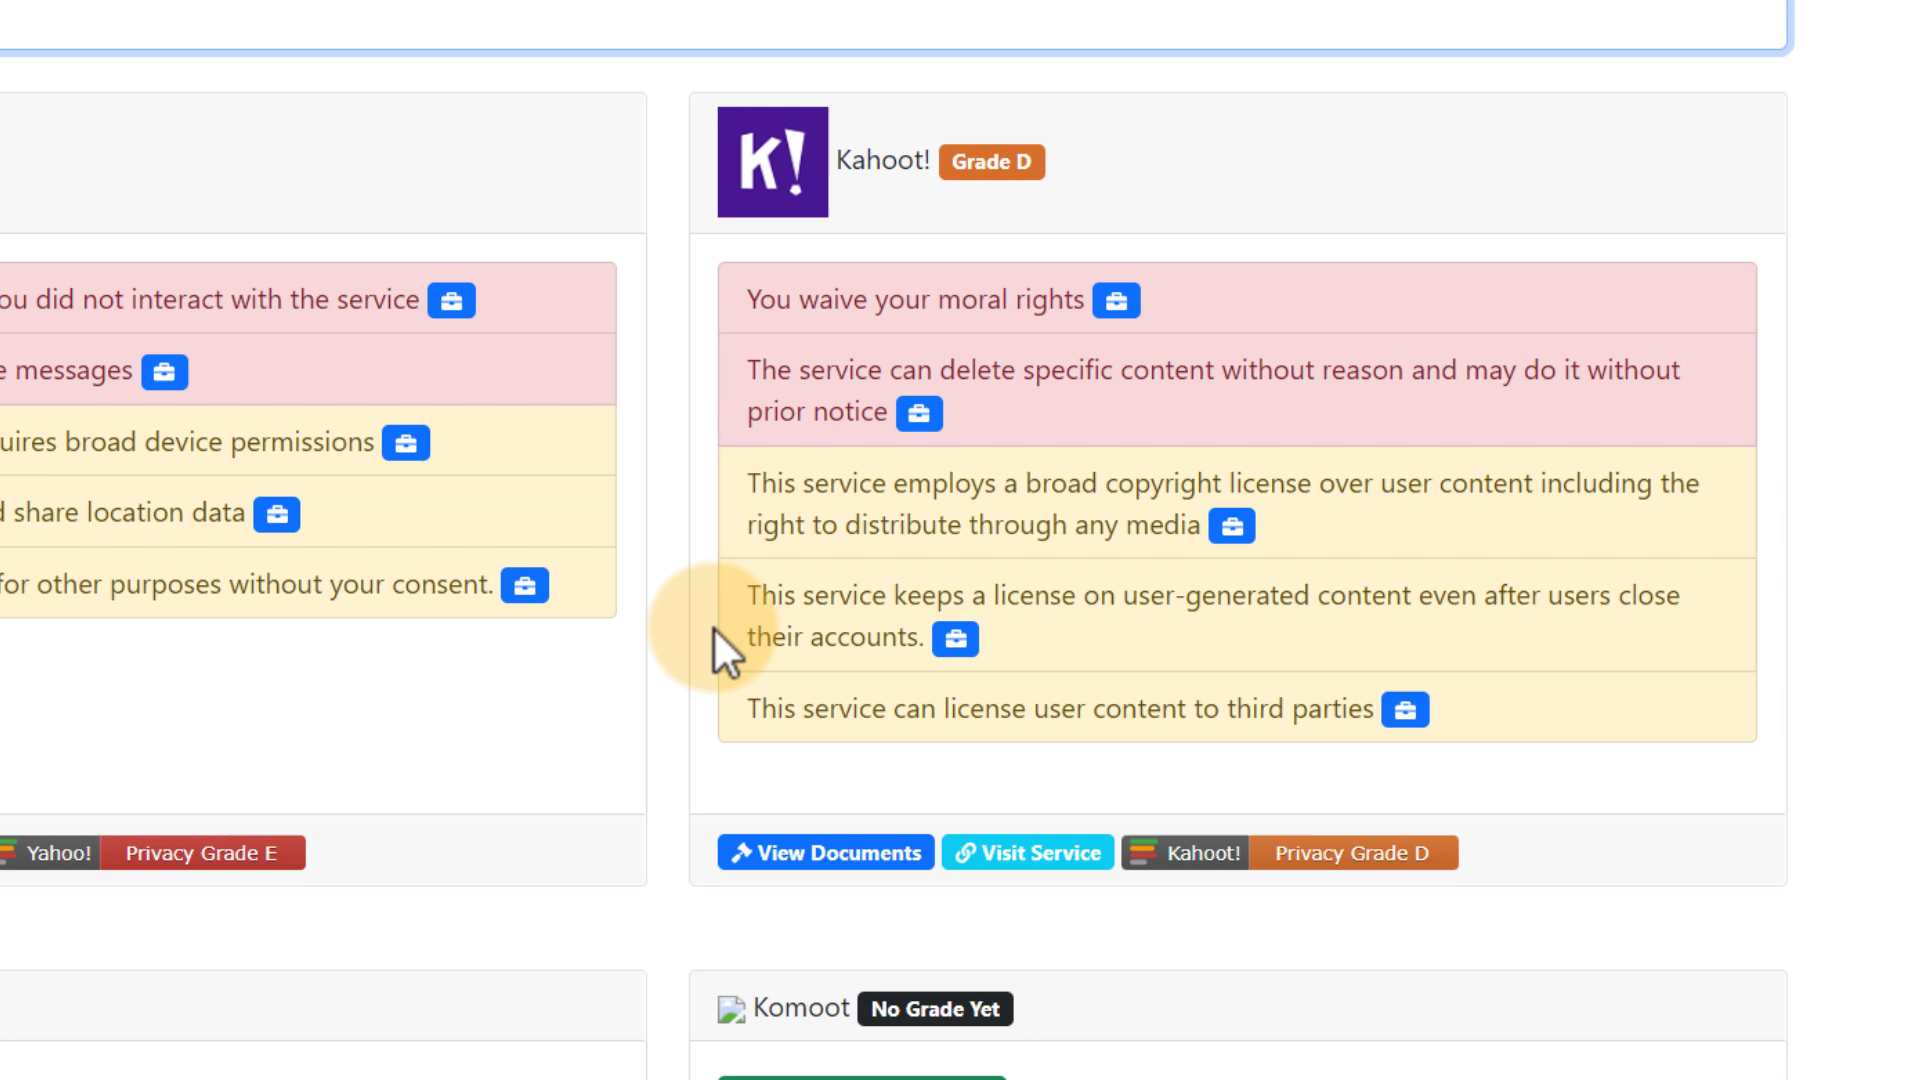 ou did not interact with the service
e messages
uires broad device permissions
d share location data
for other purposes without your consent.
Yahoo! Privacy Grade E
K!
Kahoot! Grade D
You waive your moral rights
The service can delete specific content without reason and may do it without
prior notice
This service employs a broad copyright license over user content including the
right to distribute through any media
This service keeps a license on user-generated content even after users close
their accounts.
This service can license user content to third parties
View Documents Visit Service Kahoot! Privacy Grade D
Komoot No Grade Yet